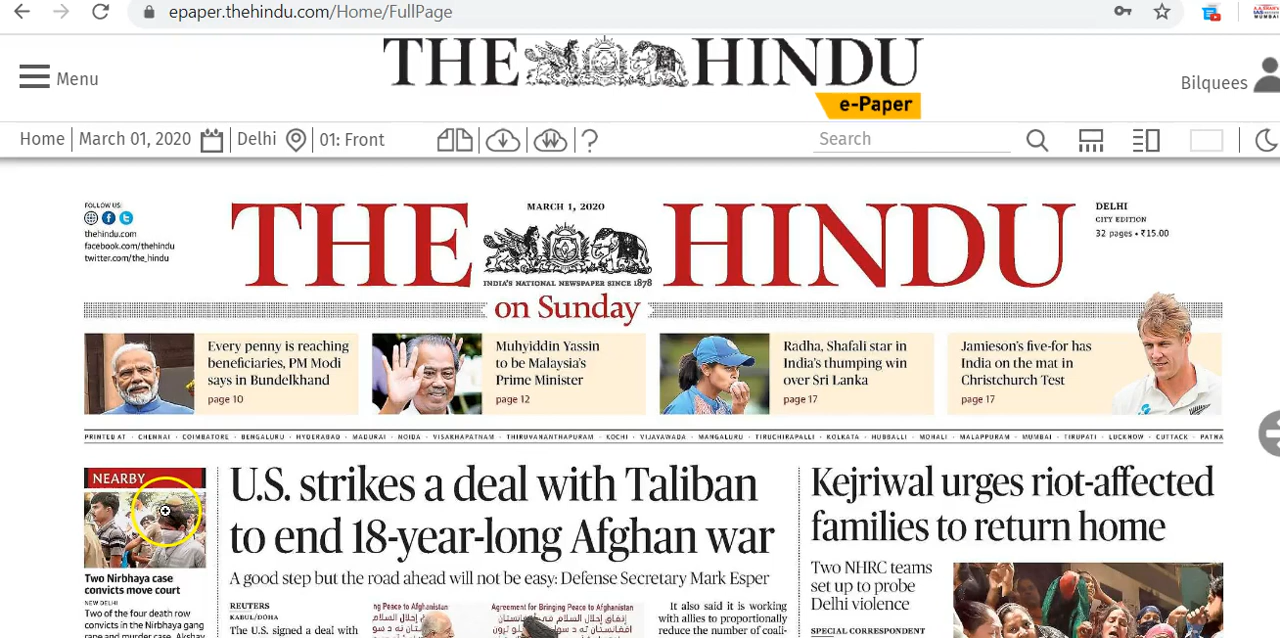 epaper.thehindu.com/Home/FullPage
Menu
THE HINDU
e-Paper
Bilquees
Home
March 01, 2020
Delhi
01: Front
?
Search
FOLLOW US:
thehindu.com
facebook.com/thehindu
twitter.com/the_hindu
MARCH 1, 2020
THE HINDU
INDIA'S NATIONAL NEWSPAPER SINCE 1878
on Sunday
DELHI
CITY EDITION
32 pages • ₹15.00
Every penny is reaching
beneficiaries, PM Modi
says in Bundelkhand
page 10
Muhyiddin Yassin
to be Malaysia's
Prime Minister
page 12
Radha, Shafali star in
India's thumping win
over Sri Lanka
page 17
Jamieson's five-for has
India on the mat in
Christchurch Test
page 17
PRINTED AT · CHENNAI · COIMBATORE · BENGALURU · HYDERABAD · MADURAI · NOIDA · VISAKHAPATNAM · THIRUVANANTHAPURAM · KOCHI · VIJAYAWADA · MANGALURU · TIRUCHIRAPALLI · KOLKATA · HUBBALLI · MOHALI · MALAPPURAM · MUMBAI · TIRUPATI · LUCKNOW · CUTTACK · PATNA
NEARBY
Two Nirbhaya case
convicts move court
NEW DELHI
Two of the four death row
convicts in the Nirbhaya gang
rape and murder case, Akshay
U.S. strikes a deal with Taliban
to end 18-year-long Afghan war
A good step but the road ahead will not be easy: Defense Secretary Mark Esper
REUTERS
KABUL/DOHA
The U.S. signed a deal with
ng Peace to Afghanistan
Agreement for Bringing Peace to Afghanistan
It also said it is working
with allies to proportionally
reduce the number of coali-
Kejriwal urges riot-affected
families to return home
Two NHRC teams
set up to probe
Delhi violence
SPECIAL CORRESPONDENT